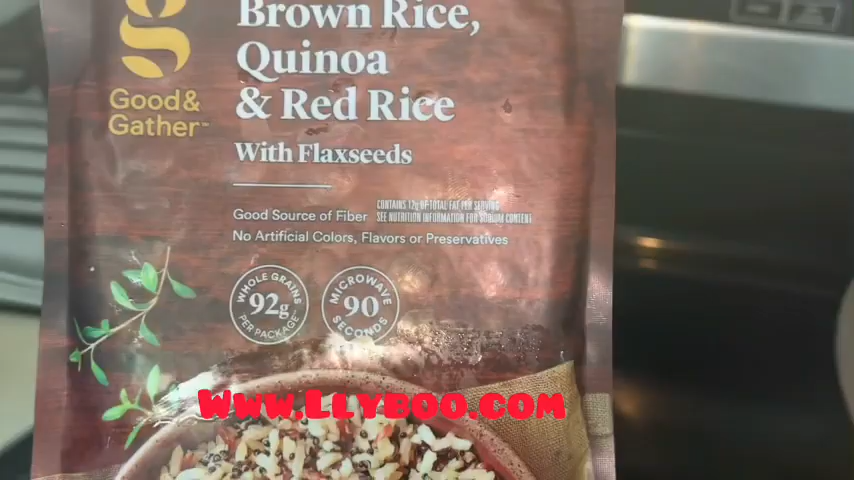 Brown Rice,
Quinoa
& Red Rice
With Flaxseeds
Good&
Gather™
Good Source of Fiber
CONTAINS 12g OF TOTAL FAT PER SERVING
SEE NUTRITION INFORMATION FOR SODIUM CONTENT
No Artificial Colors, Flavors or Preservatives
WHOLE GRAINS
92g
PER PACKAGE
MICROWAVE
90
SECONDS
Www.Llyboo.com